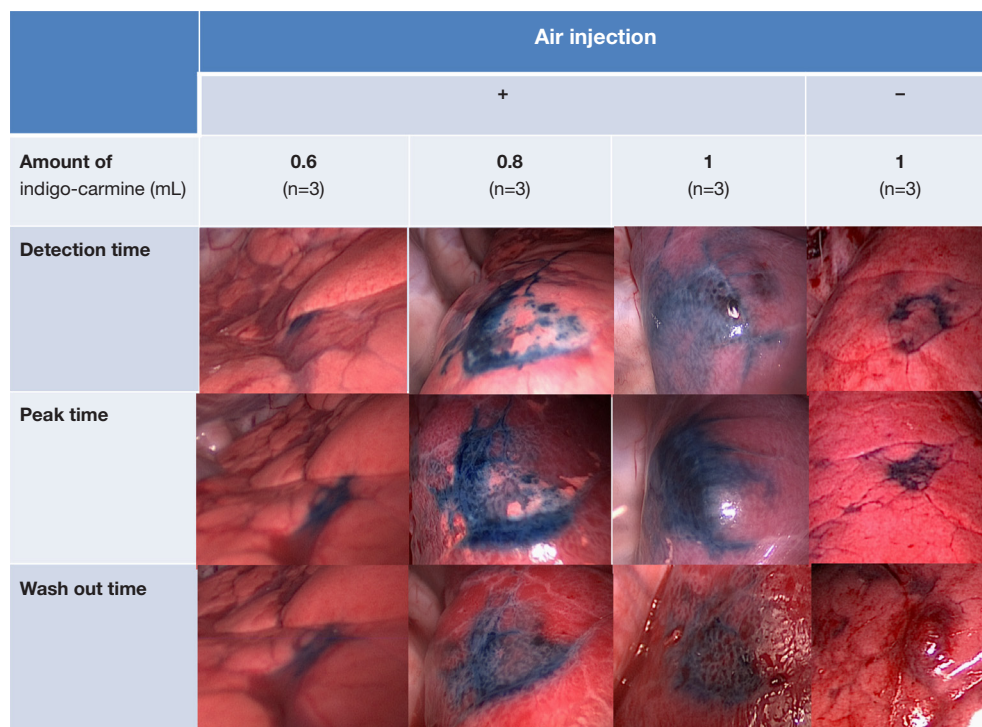 Air injection
+
–
Amount of
indigo-carmine (mL)
0.6
(n=3)
0.8
(n=3)
1
(n=3)
1
(n=3)
Detection time
Peak time
Wash out time